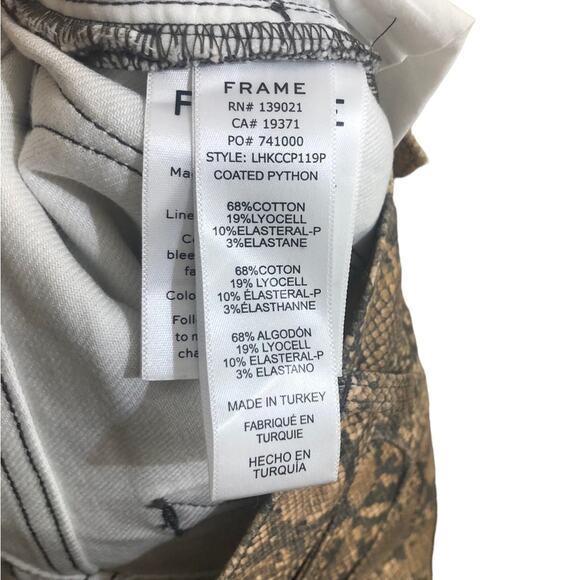 FRAME
RN# 139021
CA# 19371
PO# 741000
STYLE: LHKCCP119P
COATED PYTHON
68%COTTON
19%LYOCELL
10%ELASTERAL-P
3%ELASTANE
68%COTON
19% LYOCELL
10% ÉLASTERAL-P
3%ÉLASTHANNE
68% ALGODÓN
19% LYOCELL
10% ELASTERAL-P
3% ELASTANO
MADE IN TURKEY
FABRIQUÉ EN
TURQUIE
HECHO EN
TURQUÍA